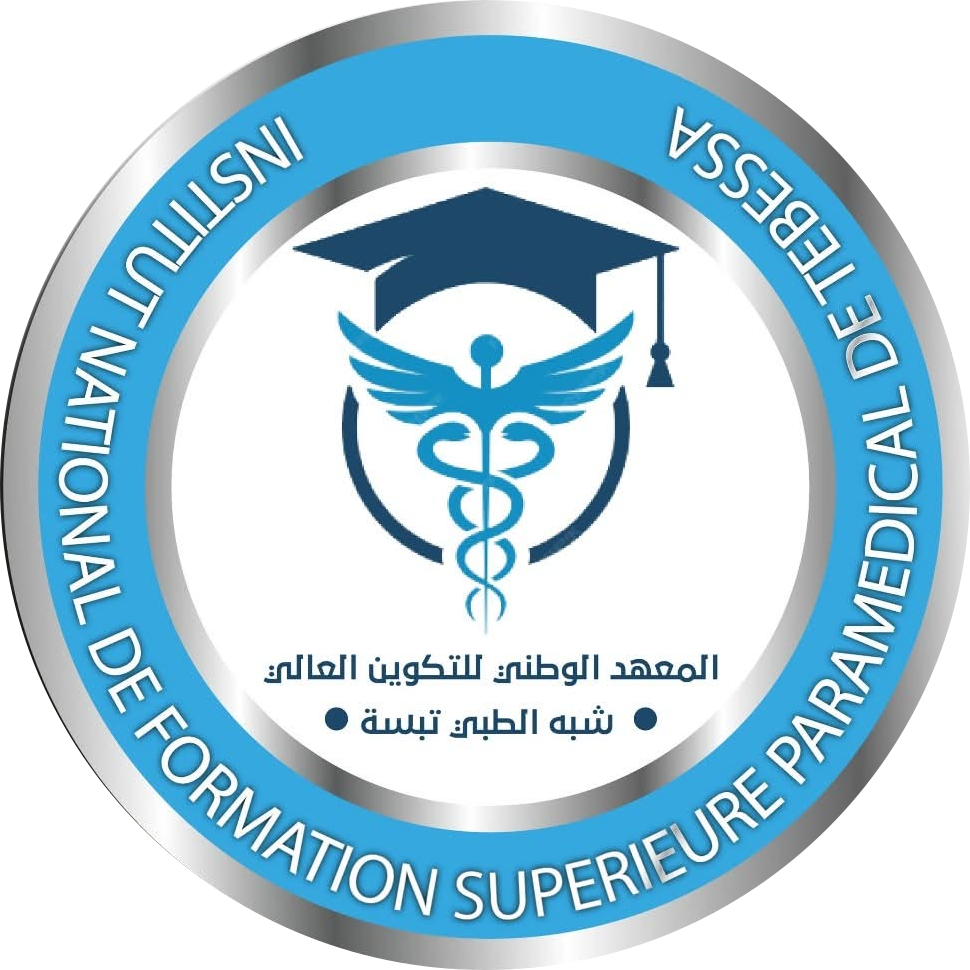 INSTITUT NATIONAL DE FORMATION SUPERIEURE PARAMEDICAL DE TEBESSA
المعهد الوطني للتكوين العالي
• شبه الطبي تبسة •